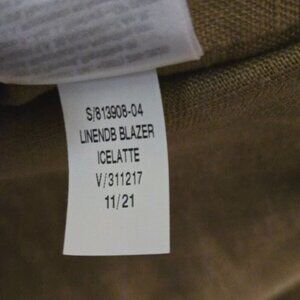 S/813908-04
LINENDB BLAZER
ICELATTE
V/311217
11/21